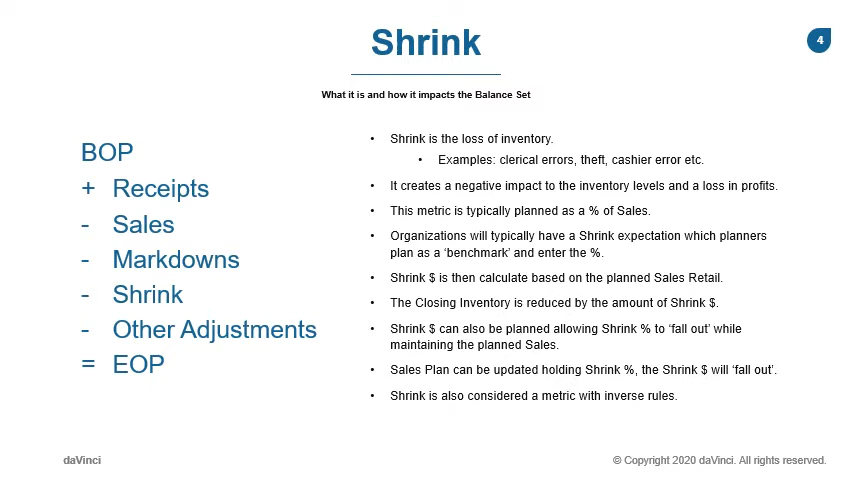 Shrink
4
What it is and how it impacts the Balance Set
BOP
+ Receipts
- Sales
- Markdowns
- Shrink
- Other Adjustments
= EOP
• Shrink is the loss of inventory.
• Examples: clerical errors, theft, cashier error etc.
• It creates a negative impact to the inventory levels and a loss in profits.
• This metric is typically planned as a % of Sales.
• Organizations will typically have a Shrink expectation which planners
plan as a ‘benchmark’ and enter the %.
• Shrink $ is then calculate based on the planned Sales Retail.
• The Closing Inventory is reduced by the amount of Shrink $.
• Shrink $ can also be planned allowing Shrink % to ‘fall out’ while
maintaining the planned Sales.
• Sales Plan can be updated holding Shrink %, the Shrink $ will ‘fall out’.
• Shrink is also considered a metric with inverse rules.
daVinci
© Copyright 2020 daVinci. All rights reserved.